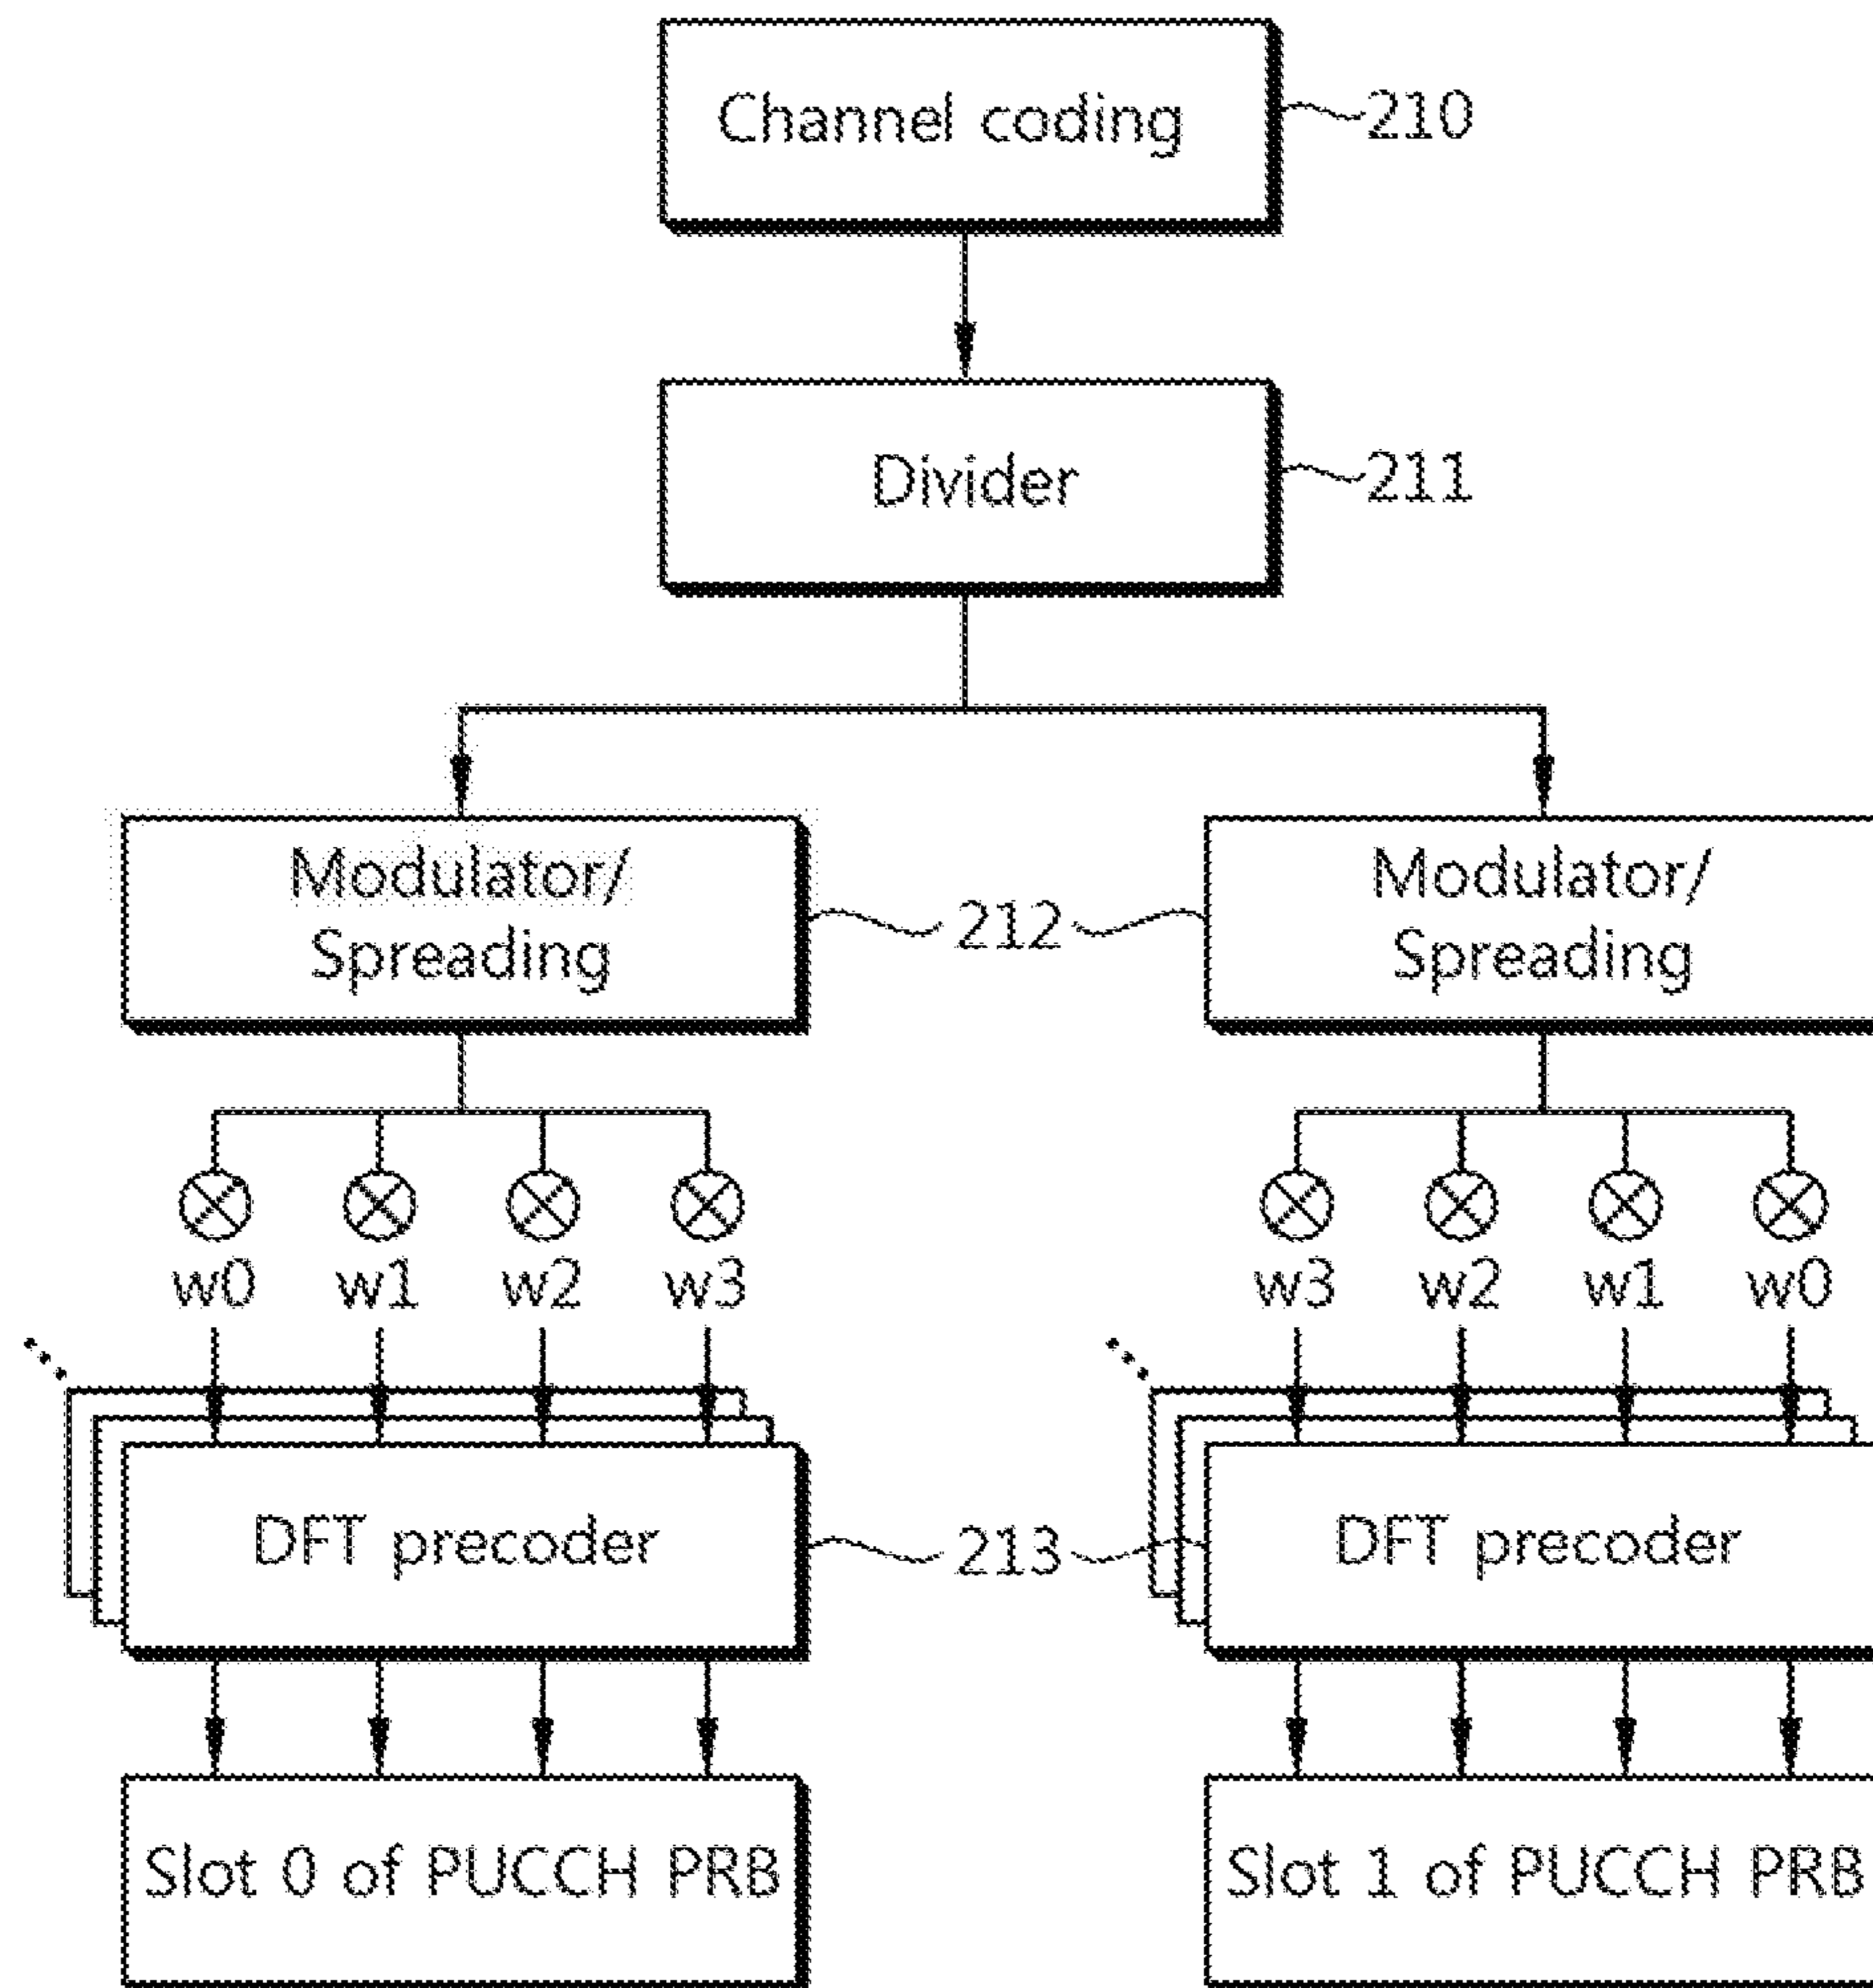 Channel coding 210
Divider 211
Modulator/ Modulator/
Spreading 212 Spreading
w0 w1 w2 w3 w3 w2 w1 w0
DFT precoder 213 DFT precoder
Slot 0 of PUCCH PRB Slot 1 of PUCCH PRB